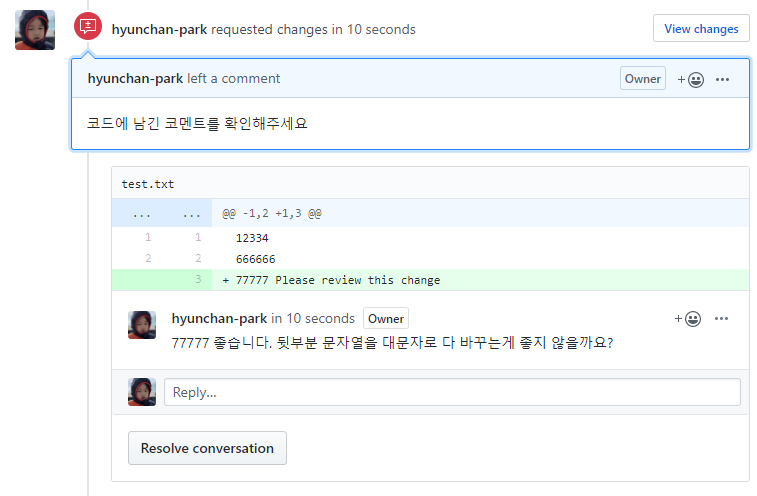 hyunchan-park requested changes in 10 seconds
View changes
hyunchan-park left a comment
Owner
코드에 남긴 코멘트를 확인해주세요
test.txt
... ... @@ -1,2 +1,3 @@
1 1 12334
2 2 666666
3 + 77777 Please review this change
hyunchan-park in 10 seconds Owner
77777 좋습니다. 뒷부분 문자열을 대문자로 다 바꾸는게 좋지 않을까요?
Reply...
Resolve conversation